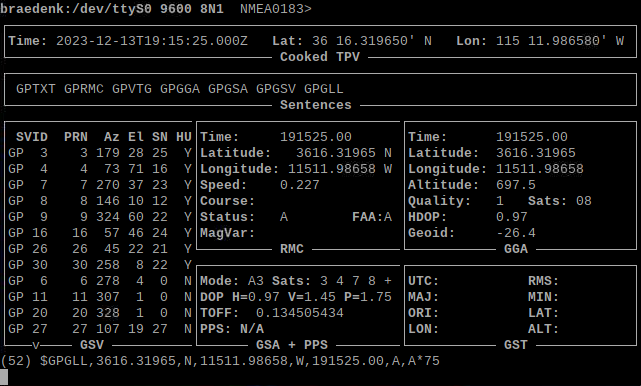 braedenk:/dev/ttyS0 9600 8N1  NMEA0183>
Time: 2023-12-13T19:15:25.000Z   Lat: 36 16.319650' N   Lon: 115 11.986580' W
Cooked TPV
GPTXT GPRMC GPVTG GPGGA GPGSA GPGSV GPGLL
Sentences
SVID  PRN  Az El SN HU
GP  3    3 179 28 25  Y
GP  4    4  73 71 16  Y
GP  7    7 270 37 23  Y
GP  8    8 146 10 12  Y
GP  9    9 324 60 22  Y
GP 16   16  57 46 24  Y
GP 26   26  45 22 21  Y
GP 30   30 258  8 22  Y
GP  6    6 278  4  0  N
GP 11   11 307  1  0  N
GP 20   20 328  1  0  N
GP 27   27 107 19 27  N
v GSV
Time:     191525.00
Latitude:   3616.31965 N
Longitude: 11511.98658 W
Speed:    0.227
Course:
Status:   A        FAA:A
MagVar:
RMC
Time:      191525.00
Latitude:  3616.31965
Longitude: 11511.98658
Altitude:  697.5
Quality:   1   Sats: 08
HDOP:      0.97
Geoid:     -26.4
GGA
Mode: A3 Sats: 3 4 7 8 +
DOP H=0.97 V=1.45 P=1.75
TOFF:  0.134505434
PPS: N/A
GSA + PPS
UTC:           RMS:
MAJ:           MIN:
ORI:           LAT:
LON:           ALT:
GST
(52) $GPGLL,3616.31965,N,11511.98658,W,191525.00,A,A*75